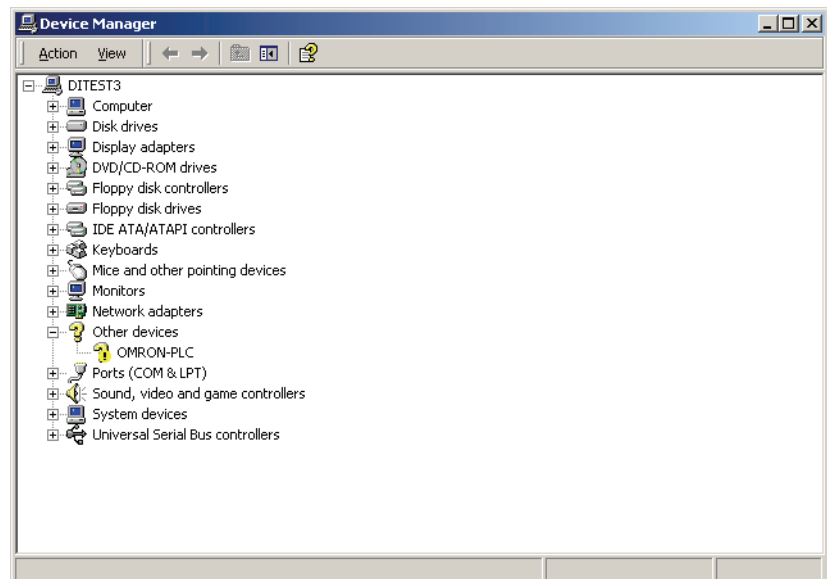 Device Manager
Action View
DITEST3
Computer
Disk drives
Display adapters
DVD/CD-ROM drives
Floppy disk controllers
Floppy disk drives
IDE ATA/ATAPI controllers
Keyboards
Mice and other pointing devices
Monitors
Network adapters
Other devices
OMRON-PLC
Ports (COM & LPT)
Sound, video and game controllers
System devices
Universal Serial Bus controllers